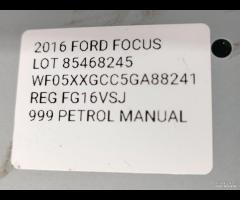 2016 FORD FOCUS
LOT 85468245
WF05XXGCC5GA88241
REG FG16VSJ
999 PETROL MANUAL